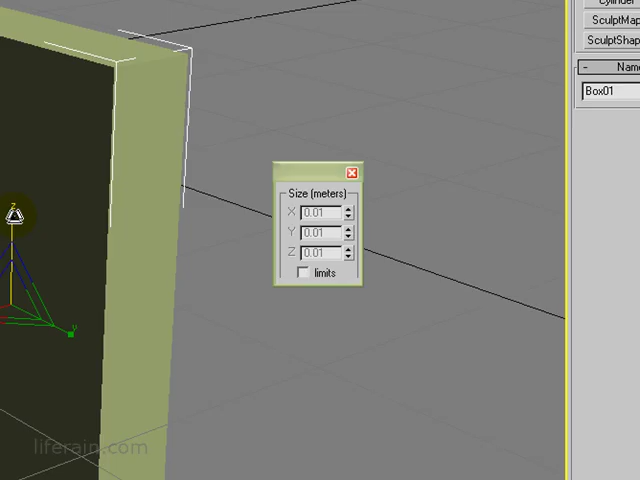 Cylinder
SculptMap
SculptShap
- Name
Box01
Size (meters)
X 0.01
Y 0.01
Z 0.01
limits
z
y
liferain.com